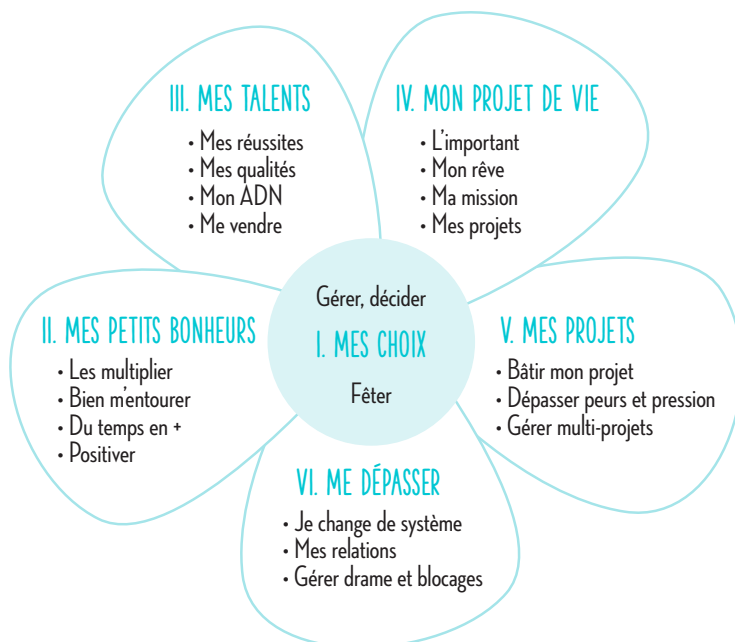 III. MES TALENTS
• Mes réussites
• Mes qualités
• Mon ADN
• Me vendre
IV. MON PROJET DE VIE
• L'important
• Mon rêve
• Ma mission
• Mes projets
Gérer, décider
I. MES CHOIX
Fêter
II. MES PETITS BONHEURS
• Les multiplier
• Bien m'entourer
• Du temps en +
• Positiver
V. MES PROJETS
• Bâtir mon projet
• Dépasser peurs et pression
• Gérer multi-projets
VI. ME DÉPASSER
• Je change de système
• Mes relations
• Gérer drame et blocages